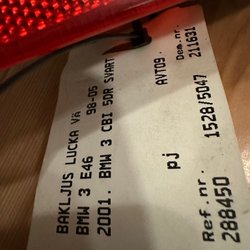 BAKLJUS LUCKA VÄ
BMW 3 E46 98-05
2001. BMW 3 CBI 5DR SVART
AVTO9.
pj
Dem.nr.
211631
1528/5047
Ref.nr.
288450